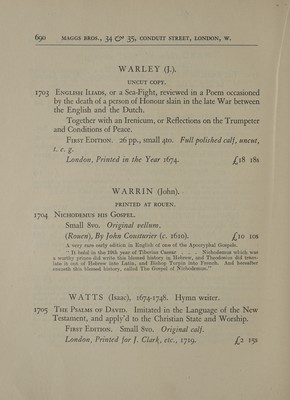 690 MAGGS BROS., 34 & 35, CONDUIT STREET, LONDON, W.
WARLEY (J.).
UNCUT COPY.
1703 ENGLISH ILIADS, or a Sea-Fight, reviewed in a Poem occasioned
by the death of a person of Honour slain in the late War between
the English and the Dutch.
Together with an Irenicum, or Reflections on the Trumpeter
and Conditions of Peace.
FIRST EDITION. 26 pp., small 4to. Full polished calf, uncut,
t. e. g.
London, Printed in the Year 1674. £18 18s
WARRIN (John).
PRINTED AT ROUEN.
1704 NICHODEMUS HIS GOSPEL.
Small 8vo. Original vellum.
(Rouen), By John Cousturier (c. 1610). £10 10s
A very rare early edition in English of one of the Apocryphal Gospels.
" It befel in the 19th year of Tiberius Caesar . . . Nichodemus which was
a worthy prince did write this blessed history in Hebrew, and Theodosius did trans-
late it out of Hebrew into Latin, and Bishop Turpin into French. And hereafter
ensueth this blessed history, called The Gospel of Nichodemus."
WATTS (Isaac), 1674-1748. Hymn writer.
1705 THE PSALMS OF DAVID. Imitated in the Language of the New
Testament, and apply'd to the Christian State and Worship.
FIRST EDITION. Small 8vo. Original calf.
London, Printed for J. Clark, etc., 1719. £2 15s